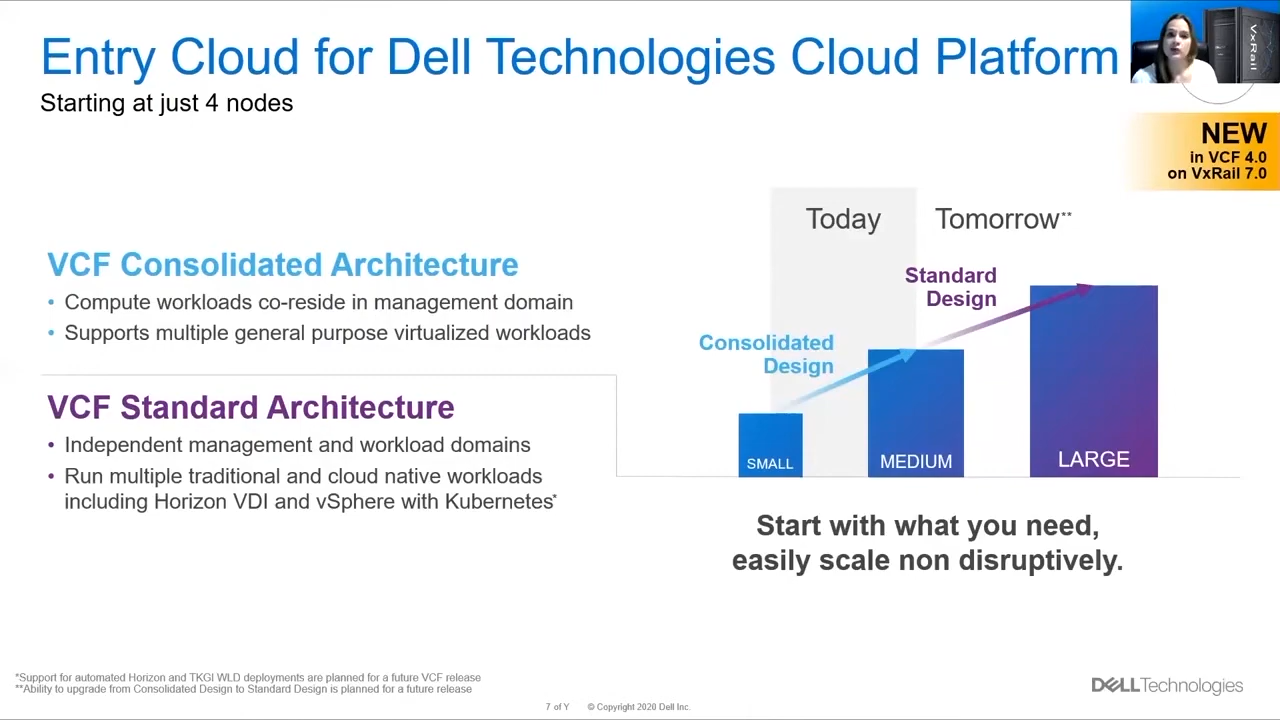 Entry Cloud for Dell Technologies Cloud Platform
Starting at just 4 nodes
VxRail
NEW
in VCF 4.0
on VxRail 7.0
VCF Consolidated Architecture
• Compute workloads co-reside in management domain
• Supports multiple general purpose virtualized workloads
VCF Standard Architecture
• Independent management and workload domains
• Run multiple traditional and cloud native workloads
including Horizon VDI and vSphere with Kubernetes*
Today
Tomorrow**
Standard
Design
Consolidated
Design
SMALL
MEDIUM
LARGE
Start with what you need,
easily scale non disruptively.
*Support for automated Horizon and TKGI WLD deployments are planned for a future VCF release
**Ability to upgrade from Consolidated Design to Standard Design is planned for a future release
7 of Y © Copyright 2020 Dell Inc.
DELLTechnologies